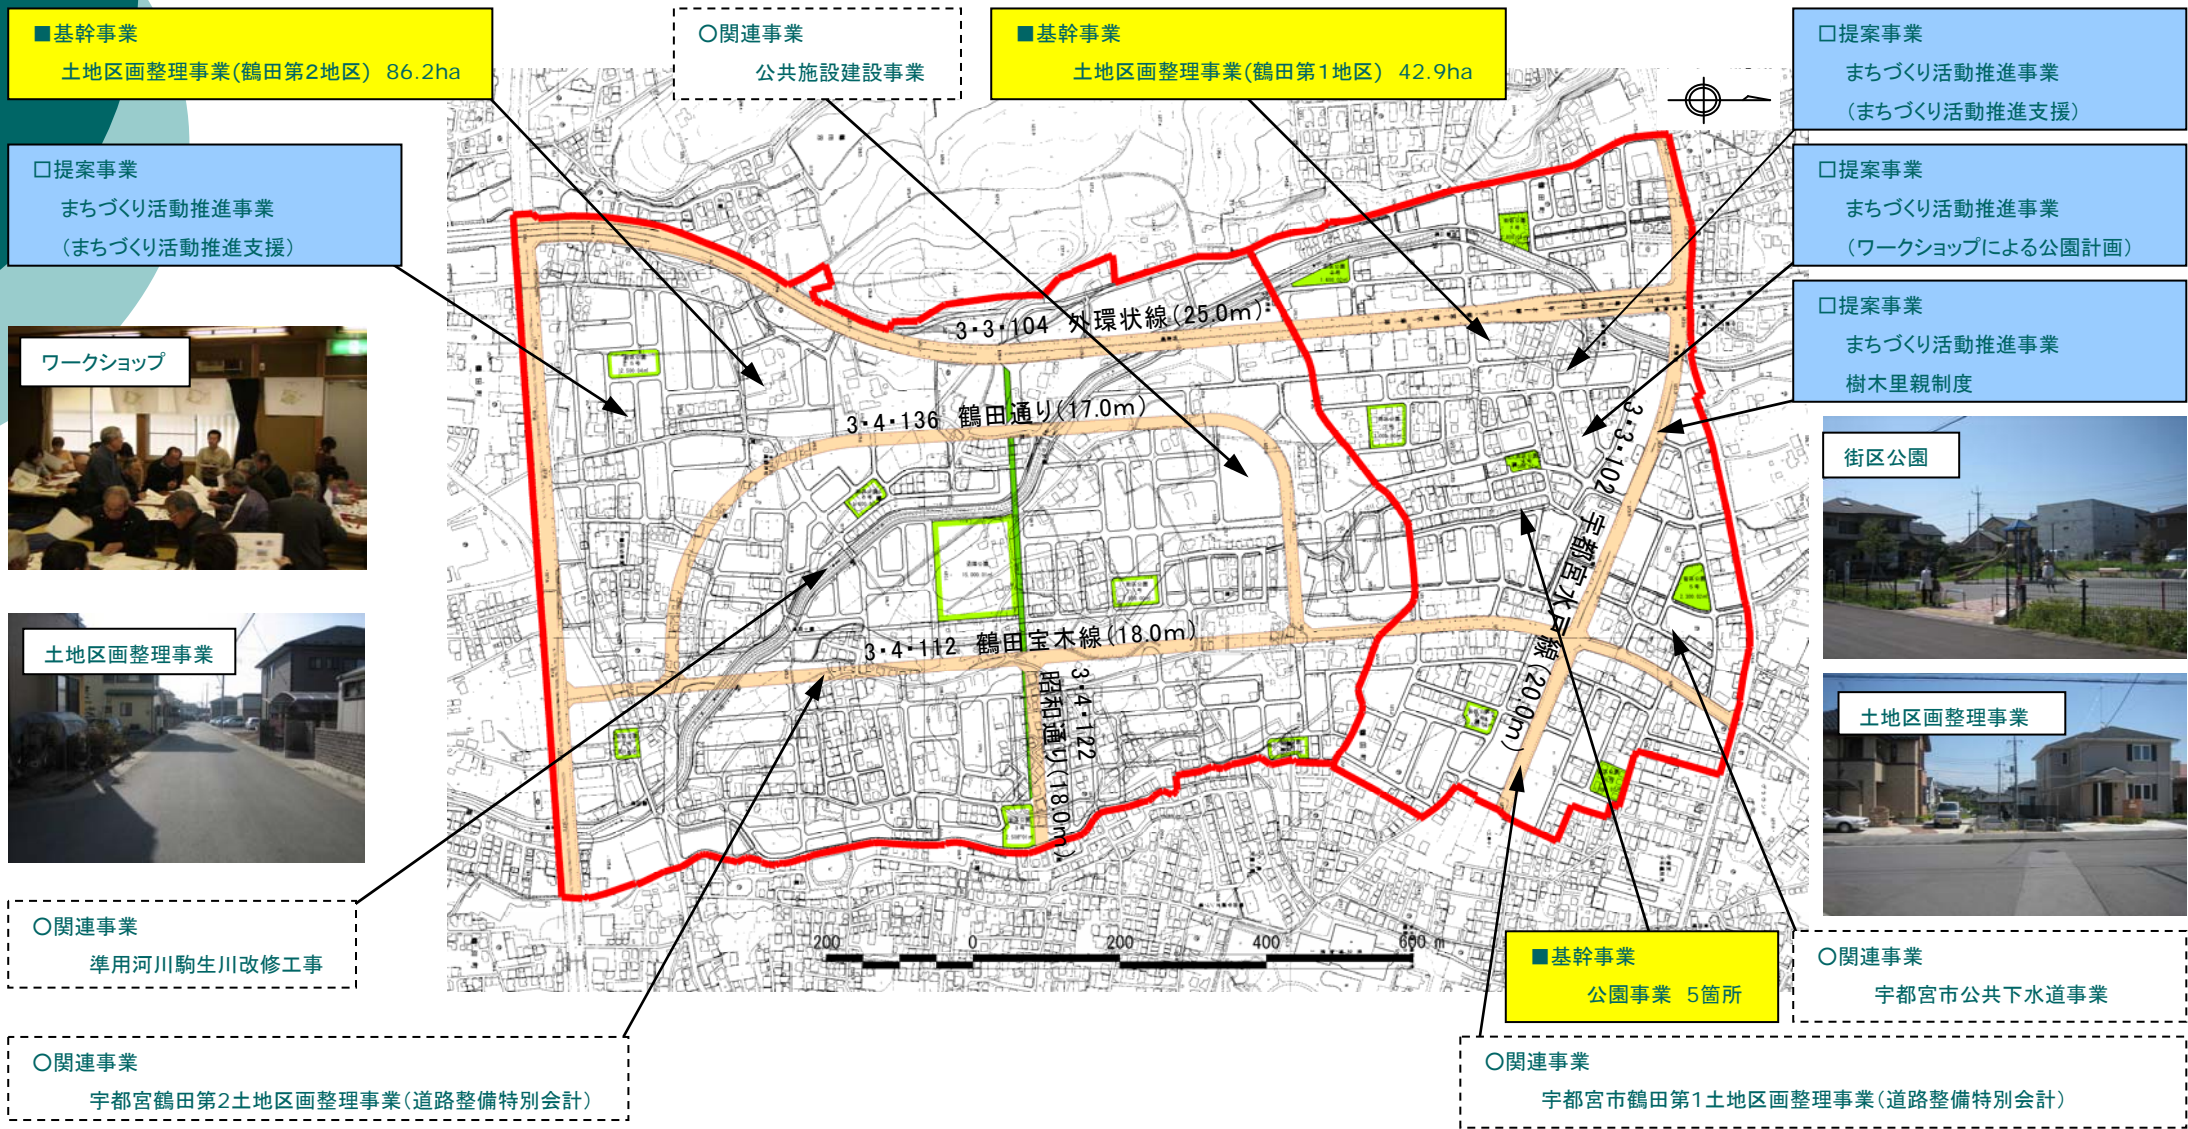 ■基幹事業
土地区画整理事業(鶴田第2地区) 86.2ha
○関連事業
公共施設建設事業
■基幹事業
土地区画整理事業(鶴田第1地区) 42.9ha
□提案事業
まちづくり活動推進事業
(まちづくり活動推進支援)
□提案事業
まちづくり活動推進事業
(まちづくり活動推進支援)
□提案事業
まちづくり活動推進事業
(ワークショップによる公園計画)
□提案事業
まちづくり活動推進事業
樹木里親制度
ワークショップ
土地区画整理事業
街区公園
土地区画整理事業
3・3・104 外環状線(25.0m)
3・4・136 鶴田通り(17.0m)
3・3・102 宇都宮水戸線(20.0m)
3・4・112 鶴田宝木線(18.0m)
3・4・122
昭和通り(18.0m)
200 0 200 400 600 m
○関連事業
準用河川駒生川改修工事
○関連事業
宇都宮鶴田第2土地区画整理事業(道路整備特別会計)
■基幹事業
公園事業 5箇所
○関連事業
宇都宮市公共下水道事業
○関連事業
宇都宮市鶴田第1土地区画整理事業(道路整備特別会計)